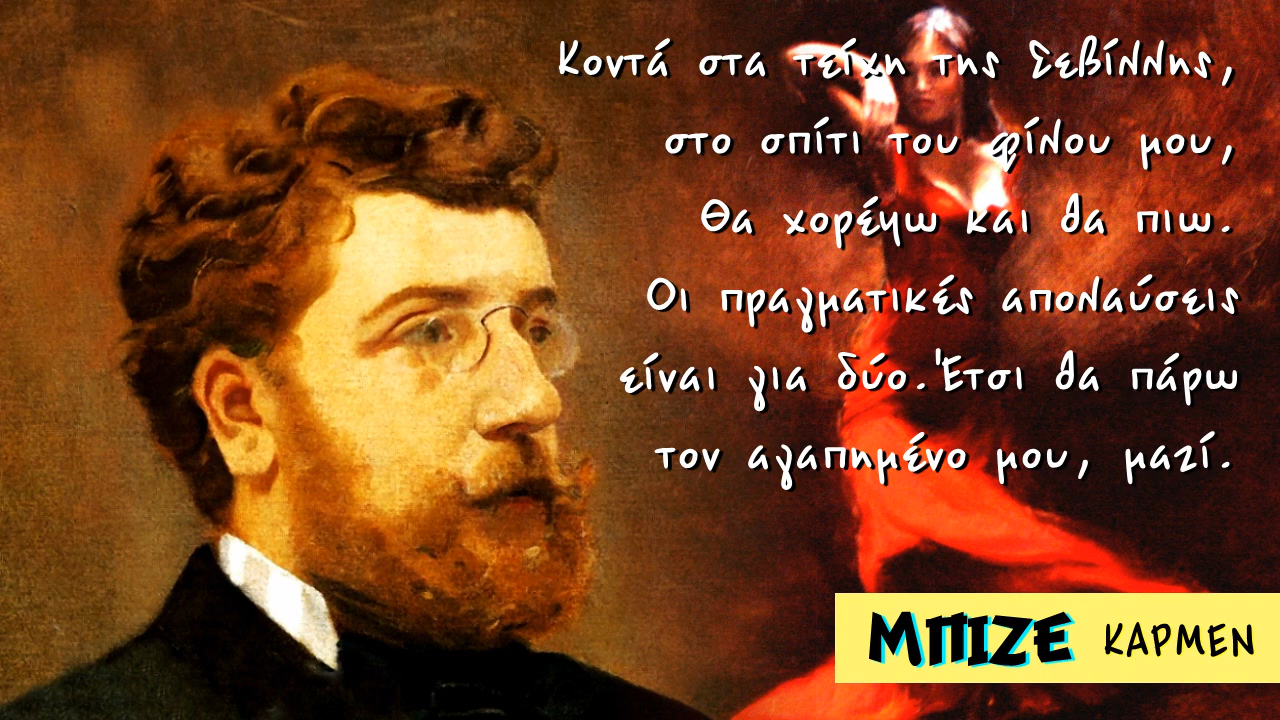 Κοντά στα τείχη της Σεβίλλης,
στο σπίτι του φίλου μου,
Θα χορέψω και θα πιω.
Οι πραγματικές απολαύσεις
είναι για δύο. Έτσι θα πάρω
τον αγαπημένο μου, μαζί.
ΜΠΙΖΕ ΚΑΡΜΕΝ